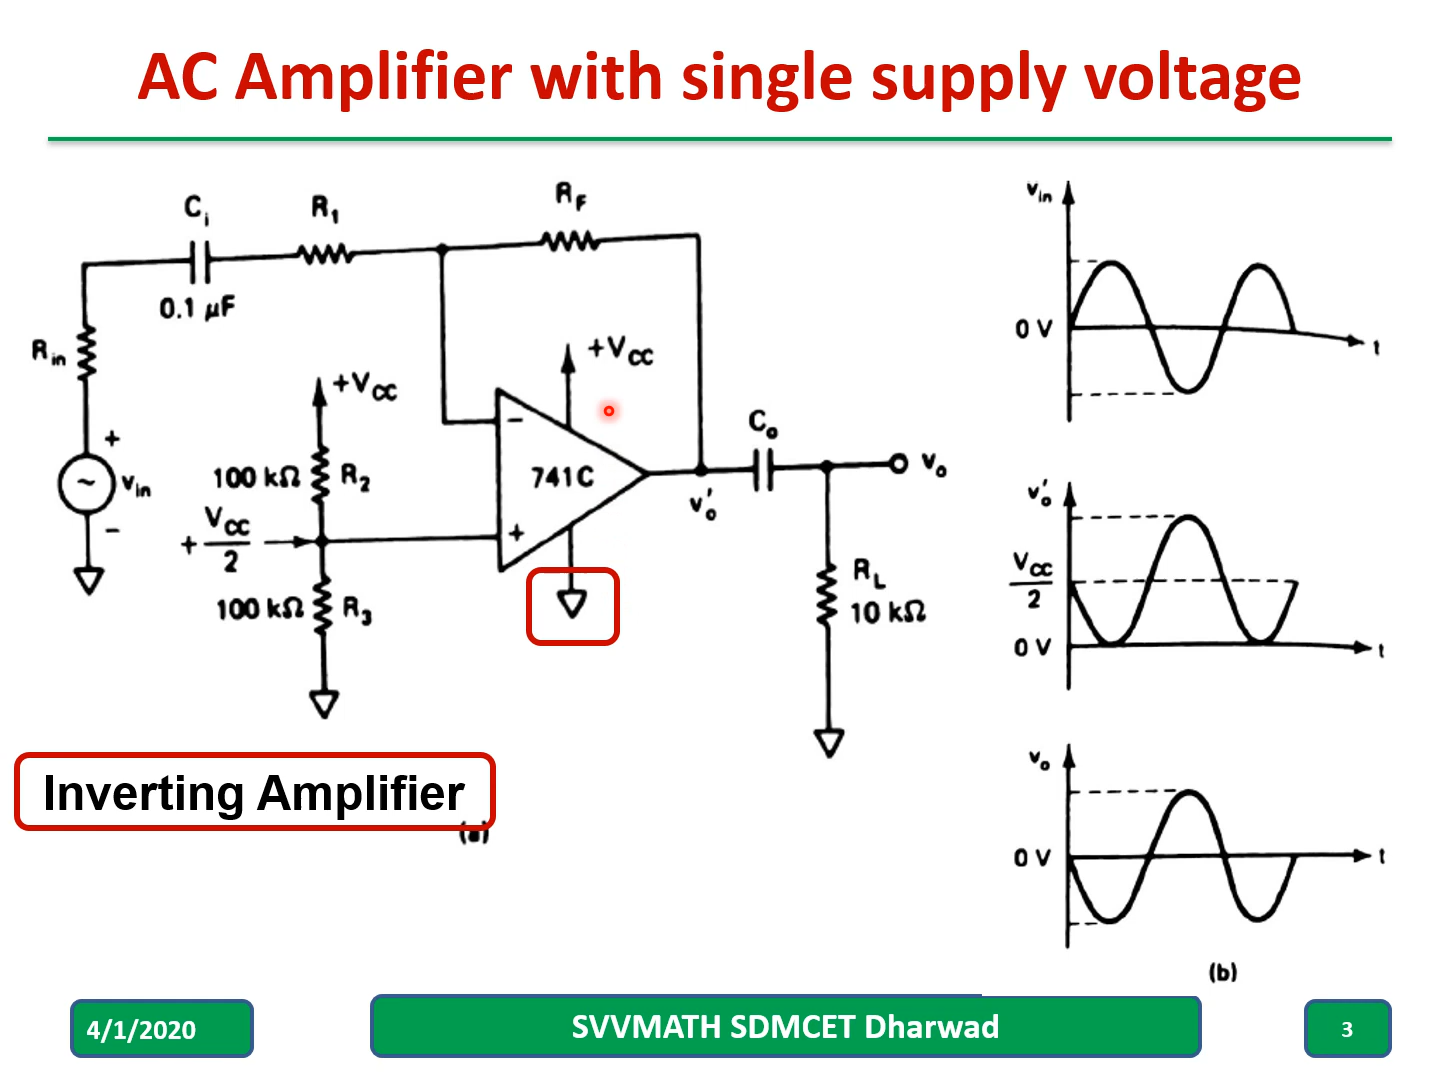 AC Amplifier with single supply voltage
C_i
R_1
R_F
0.1 μF
R_in
+V_CC
+V_CC
+
v_in
−
~
100 kΩ
R_2
+ V_CC/2
100 kΩ
R_3
−
741C
+
C_o
v_o
v_o′
R_L
10 kΩ
Inverting Amplifier
(a)
v_in
0 V
t
v_o′
V_CC/2
0 V
t
v_o
0 V
t
(b)
4/1/2020
SVVMATH SDMCET Dharwad
3